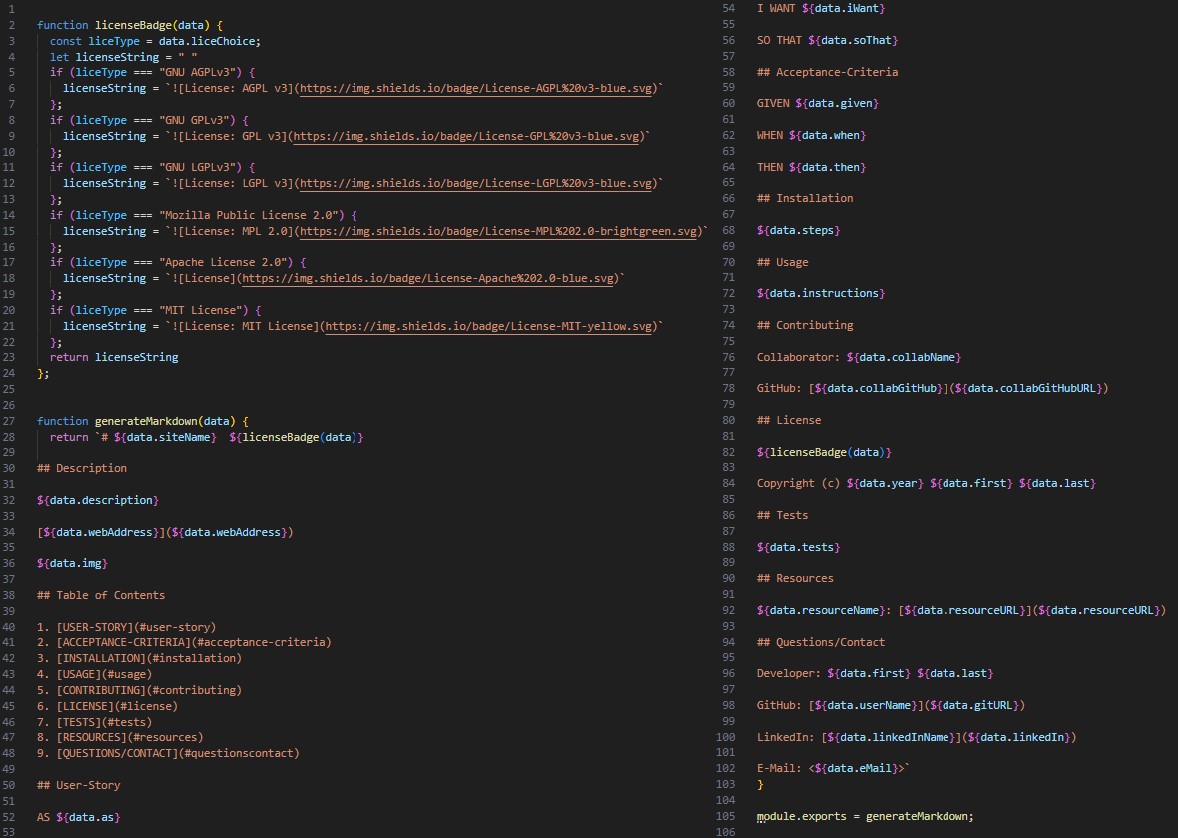 1
2 function licenseBadge(data) {
3 const liceType = data.liceChoice;
4 let licenseString = " "
5 if (liceType === "GNU AGPLv3") {
6 licenseString = `![License: AGPL v3](https://img.shields.io/badge/License-AGPL%20v3-blue.svg)`
7 };
8 if (liceType === "GNU GPLv3") {
9 licenseString = `![License: GPL v3](https://img.shields.io/badge/License-GPL%20v3-blue.svg)`
10 };
11 if (liceType === "GNU LGPLv3") {
12 licenseString = `![License: LGPL v3](https://img.shields.io/badge/License-LGPL%20v3-blue.svg)`
13 };
14 if (liceType === "Mozilla Public License 2.0") {
15 licenseString = `![License: MPL 2.0](https://img.shields.io/badge/License-MPL%202.0-brightgreen.svg)`
16 };
17 if (liceType === "Apache License 2.0") {
18 licenseString = `![License](https://img.shields.io/badge/License-Apache%202.0-blue.svg)`
19 };
20 if (liceType === "MIT License") {
21 licenseString = `![License: MIT License](https://img.shields.io/badge/License-MIT-yellow.svg)`
22 };
23 return licenseString
24 };
25
26
27 function generateMarkdown(data) {
28 return `# ${data.siteName}  ${licenseBadge(data)}
29
30 ## Description
31
32 ${data.description}
33
34 [${data.webAddress}](${data.webAddress})
35
36 ${data.img}
37
38 ## Table of Contents
39
40 1. [USER-STORY](#user-story)
41 2. [ACCEPTANCE-CRITERIA](#acceptance-criteria)
42 3. [INSTALLATION](#installation)
43 4. [USAGE](#usage)
44 5. [CONTRIBUTING](#contributing)
45 6. [LICENSE](#license)
46 7. [TESTS](#tests)
47 8. [RESOURCES](#resources)
48 9. [QUESTIONS/CONTACT](#questionscontact)
49
50 ## User-Story
51
52 AS ${data.as}
53
54 I WANT ${data.iWant}
55
56 SO THAT ${data.soThat}
57
58 ## Acceptance-Criteria
59
60 GIVEN ${data.given}
61
62 WHEN ${data.when}
63
64 THEN ${data.then}
65
66 ## Installation
67
68 ${data.steps}
69
70 ## Usage
71
72 ${data.instructions}
73
74 ## Contributing
75
76 Collaborator: ${data.collabName}
77
78 GitHub: [${data.collabGitHub}](${data.collabGitHubURL})
79
80 ## License
81
82 ${licenseBadge(data)}
83
84 Copyright (c) ${data.year} ${data.first} ${data.last}
85
86 ## Tests
87
88 ${data.tests}
89
90 ## Resources
91
92 ${data.resourceName}: [${data.resourceURL}](${data.resourceURL})
93
94 ## Questions/Contact
95
96 Developer: ${data.first} ${data.last}
97
98 GitHub: [${data.userName}](${data.gitURL})
99
100 LinkedIn: [${data.linkedInName}](${data.linkedIn})
101
102 E-Mail: <${data.eMail}>`
103 }
104
105 module.exports = generateMarkdown;
106